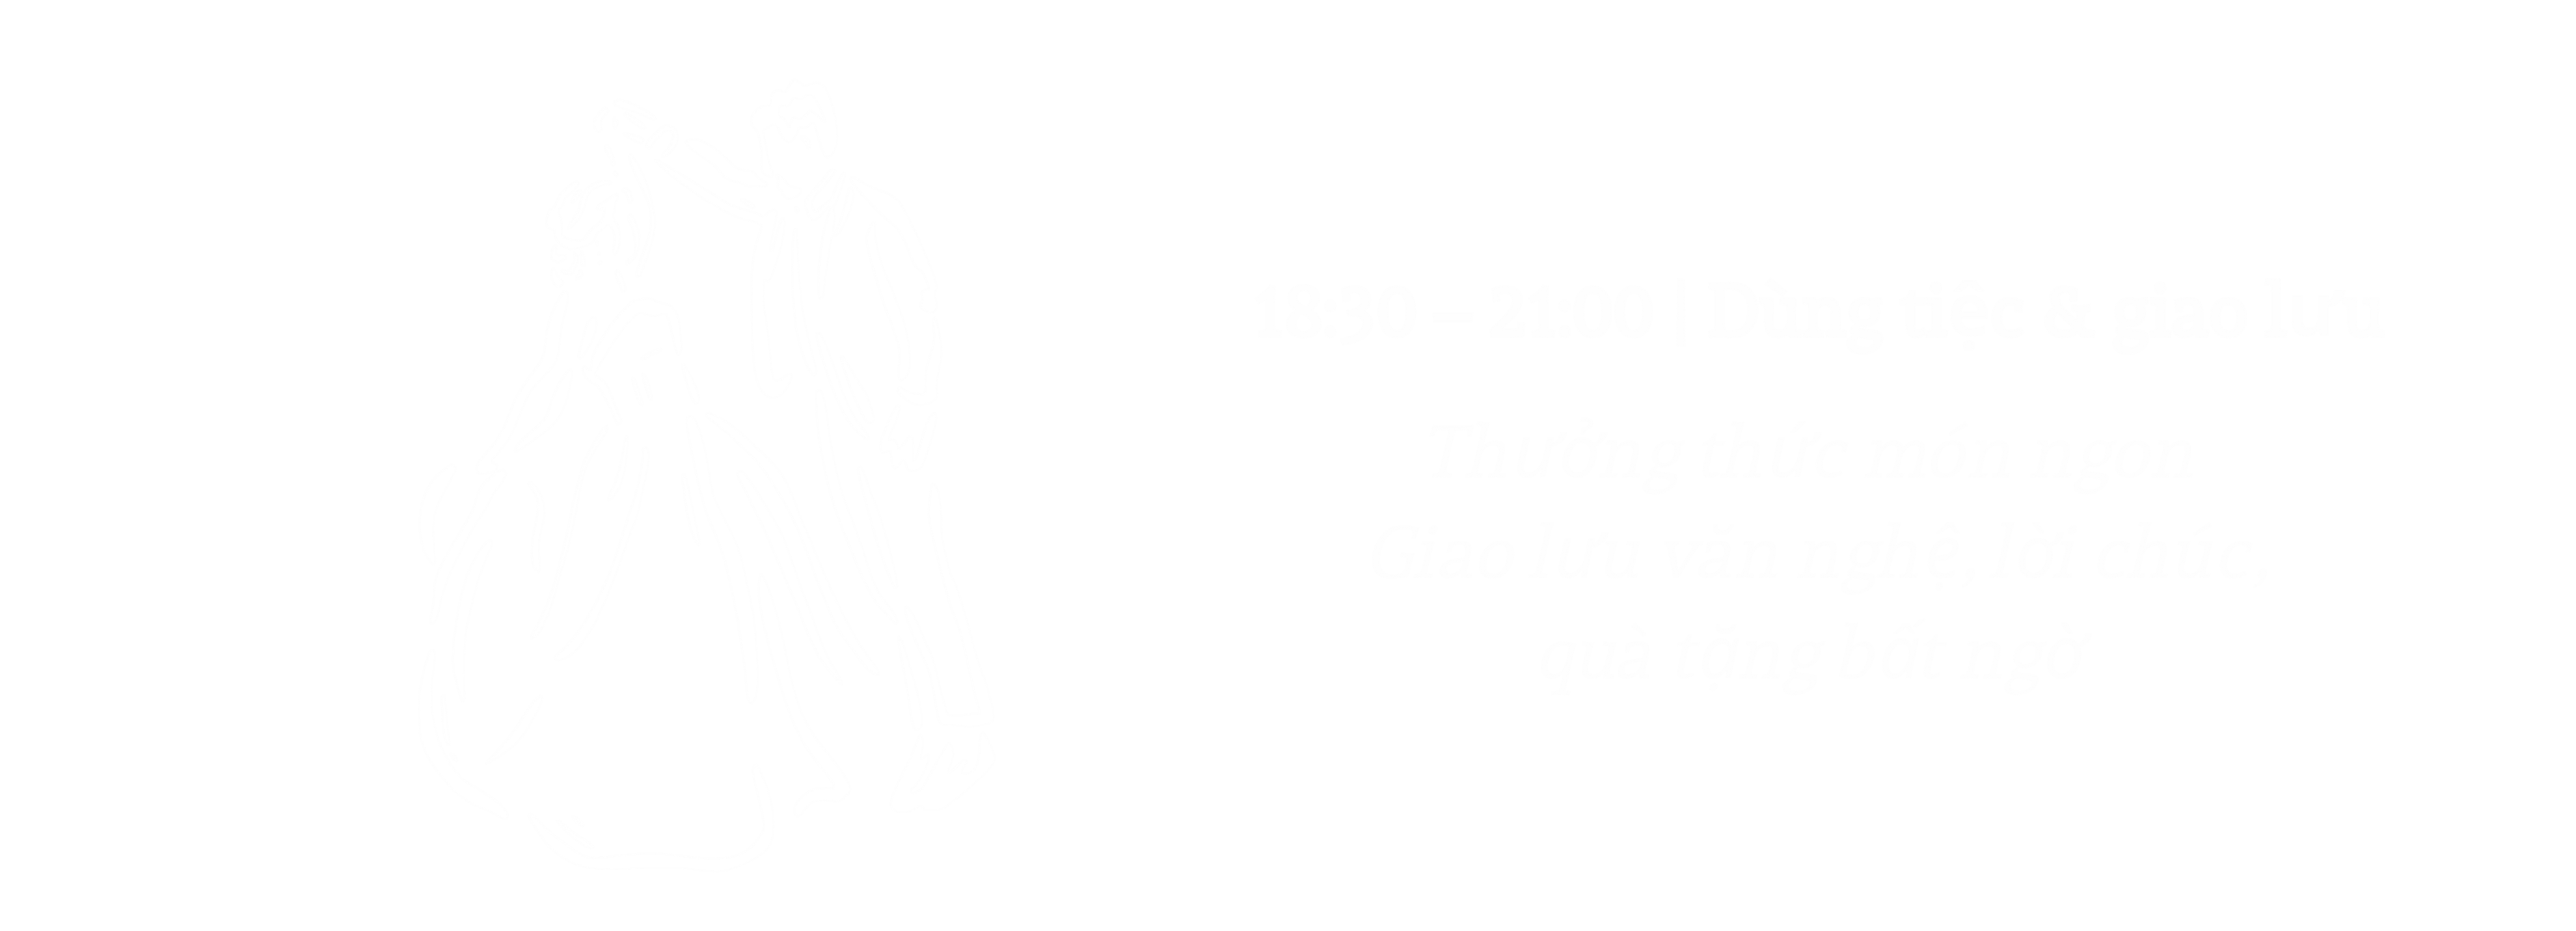 18:30 – 21:00 | Dùng tiệc & giao lưu
Thưởng thức món ngon
Giao lưu văn nghệ, lời chúc,
quà tặng bất ngờ